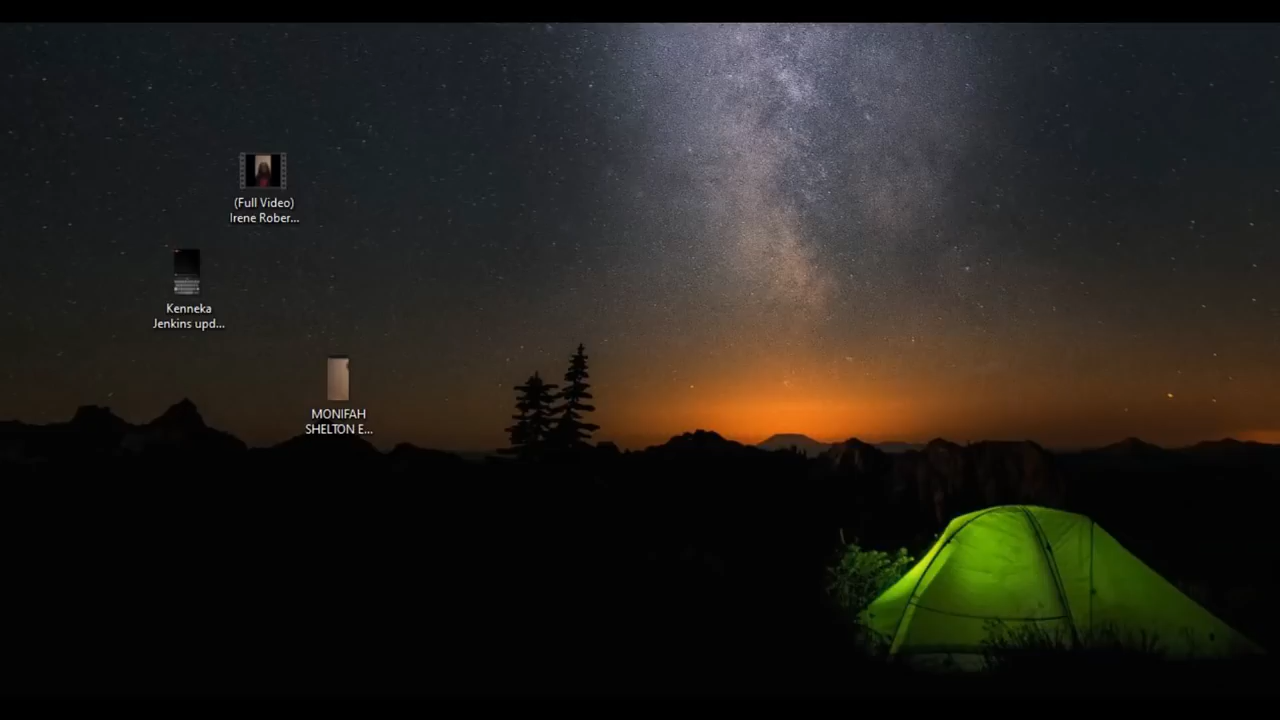 (Full Video)
Irene Rober...
Kenneka
Jenkins upd...
MONIFAH
SHELTON E...